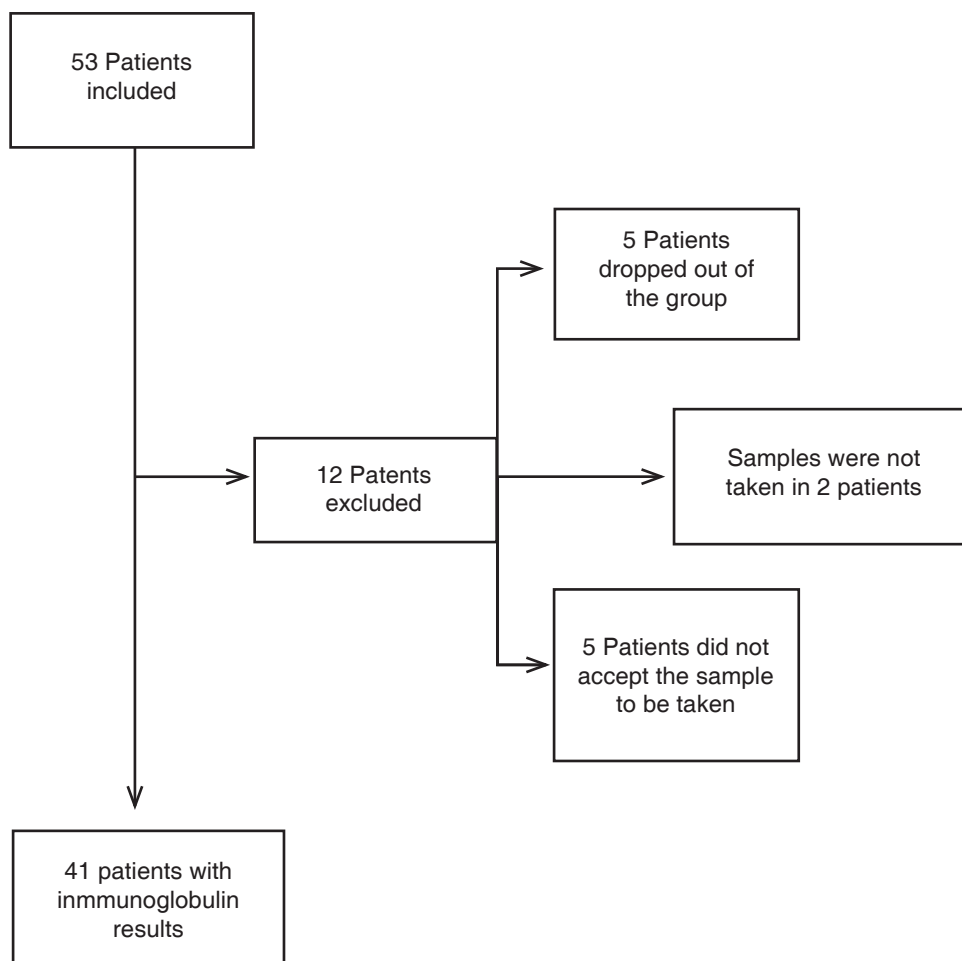 53 Patients
included
5 Patients
dropped out of
the group
12 Patents
excluded
Samples were not
taken in 2 patients
5 Patients did not
accept the sample
to be taken
41 patients with
inmmunoglobulin
results